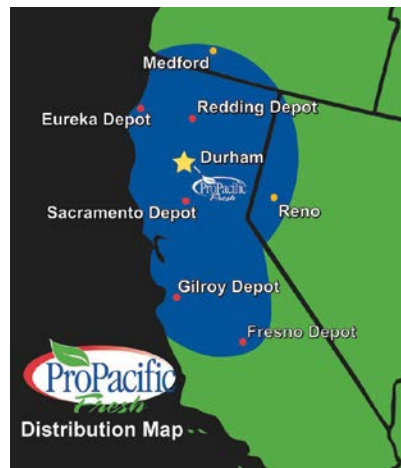 Medford
Redding Depot
Eureka Depot
Durham
ProPacific
Fresh
Sacramento Depot
Reno
Gilroy Depot
Fresno Depot
ProPacific
Fresh
Distribution Map